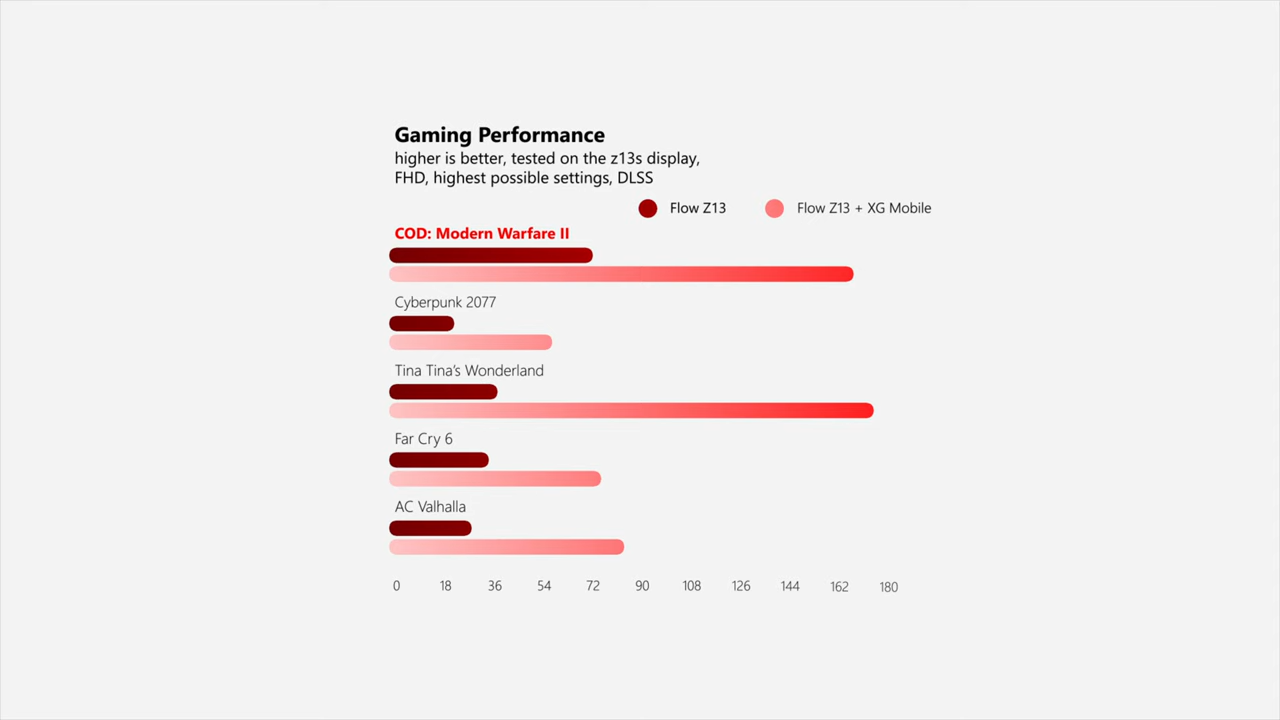 Gaming Performance
higher is better, tested on the z13s display,
FHD, highest possible settings, DLSS
Flow Z13
Flow Z13 + XG Mobile
COD: Modern Warfare II
Cyberpunk 2077
Tina Tina’s Wonderland
Far Cry 6
AC Valhalla
0 18 36 54 72 90 108 126 144 162 180